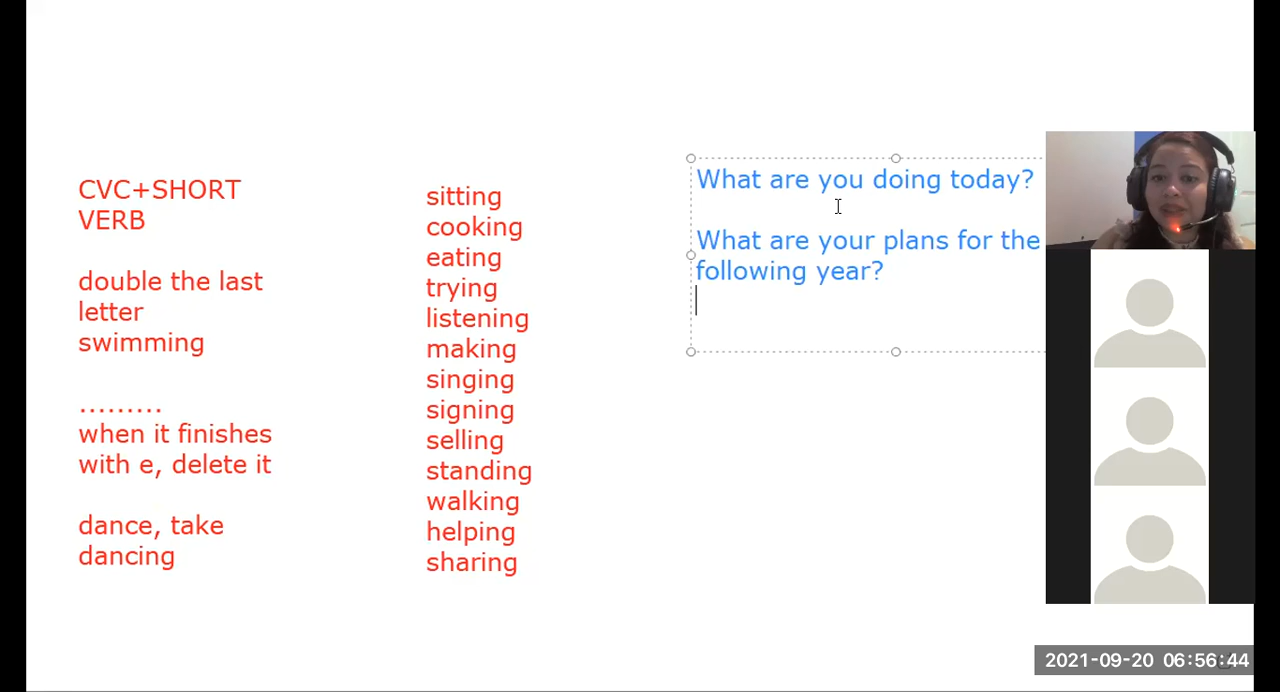 CVC+SHORT
VERB
double the last
letter
swimming
.........
when it finishes
with e, delete it
dance, take
dancing
sitting
cooking
eating
trying
listening
making
singing
signing
selling
standing
walking
helping
sharing
What are you doing today?
What are your plans for the
following year?
2021-09-20 06:56:44